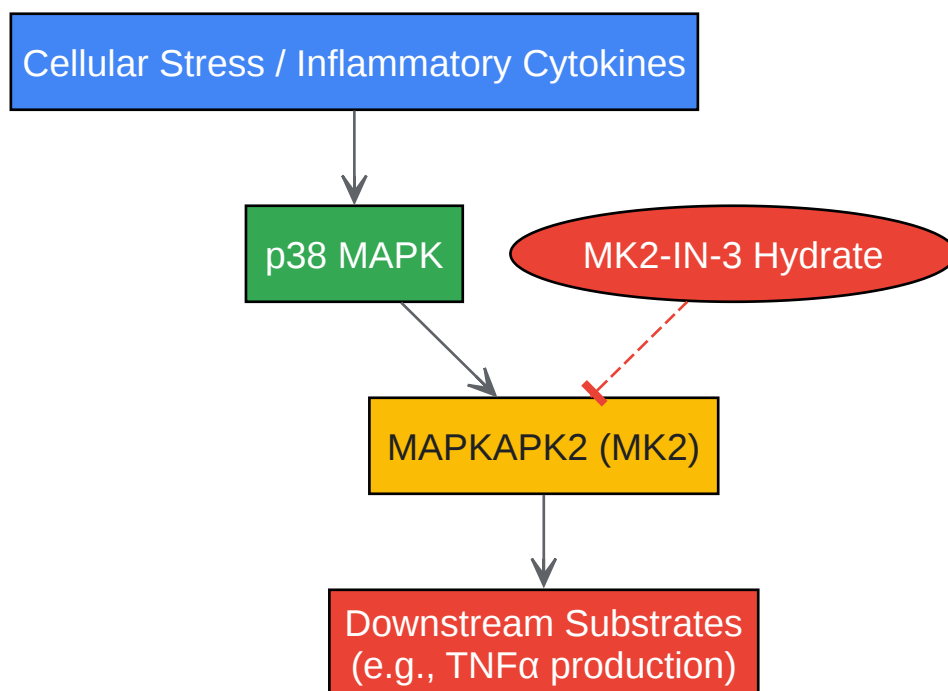 Cellular Stress / Inflammatory Cytokines
p38 MAPK
MK2-IN-3 Hydrate
MAPKAPK2 (MK2)
Downstream Substrates
(e.g., TNFα production)